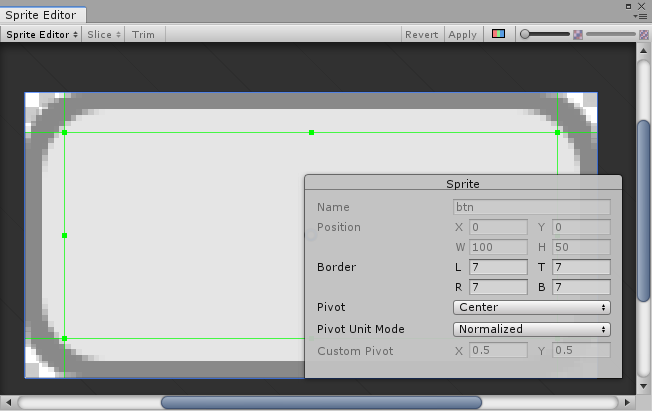 Sprite Editor
Sprite Editor Slice Trim Revert Apply
Sprite
Name btn
Position X 0 Y 0
W 100 H 50
Border L 7 T 7
R 7 B 7
Pivot Center
Pivot Unit Mode Normalized
Custom Pivot X 0.5 Y 0.5